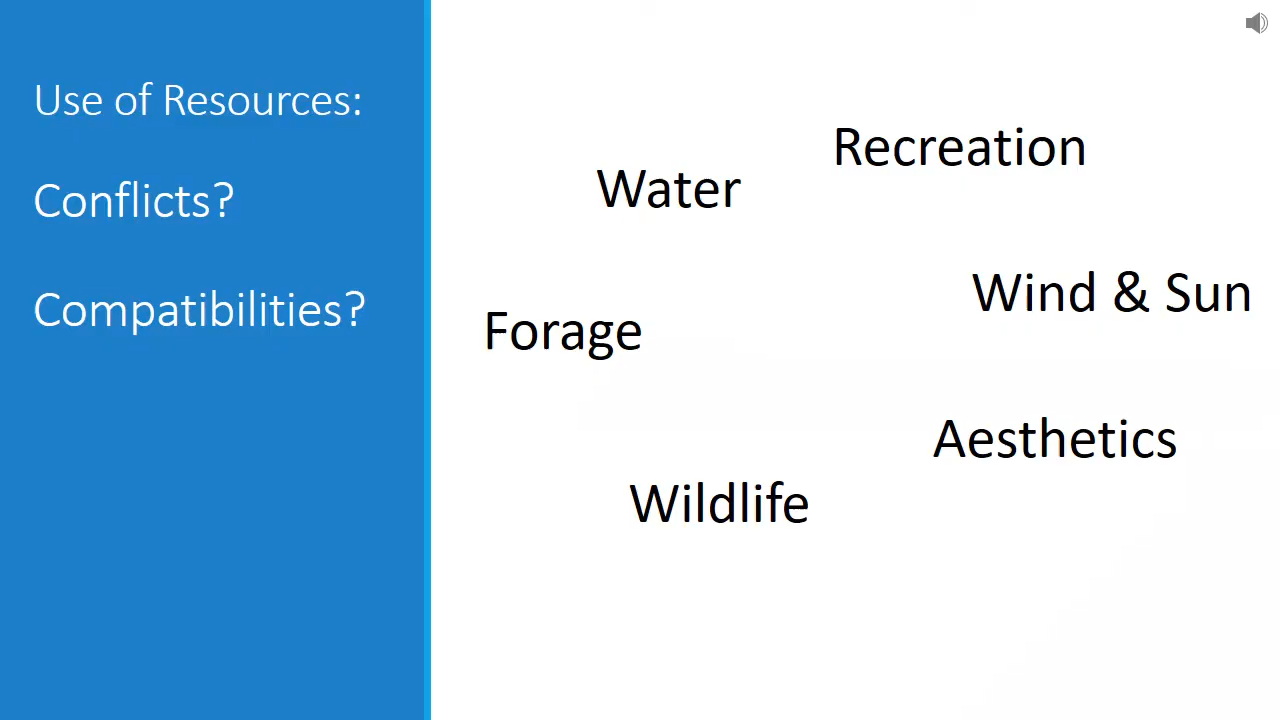 Use of Resources:
Conflicts?
Compatibilities?
Recreation
Water
Wind & Sun
Forage
Aesthetics
Wildlife